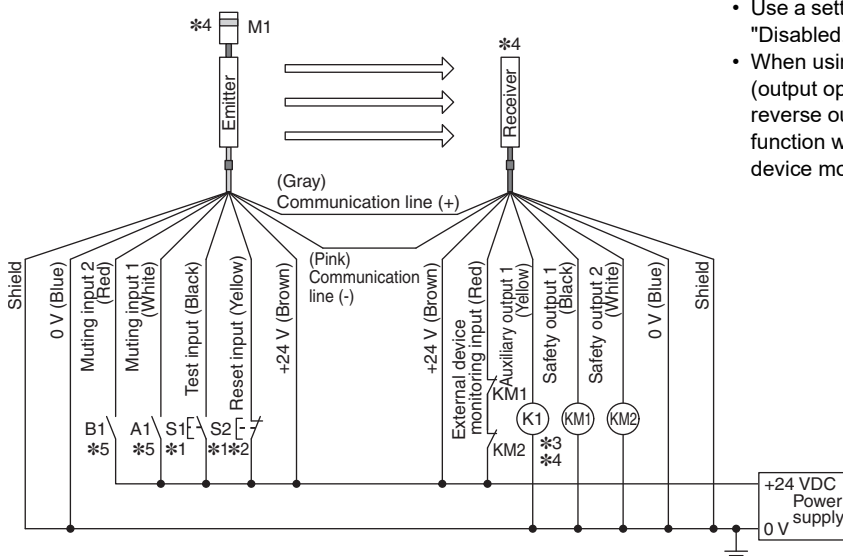 • Use a sett
"Disabled
• When usin
(output op
reverse ou
function w
device mo
✱4
M1
✱4
Emitter
Receiver
(Gray)
Communication line (+)
(Pink)
Communication
line (-)
Shield
0 V (Blue)
Muting input 2
(Red)
Muting input 1
(White)
Test input (Black)
Reset input (Yellow)
+24 V (Brown)
+24 V (Brown)
External device
monitoring input (Red)
Auxiliary output 1
(Yellow)
Safety output 1
(Black)
Safety output 2
(White)
0 V (Blue)
Shield
B1
✱5
A1
✱5
S1
✱1
S2
✱1✱2
KM1
KM2
K1
✱3
✱4
KM1
KM2
+24 VDC
Power
supply
0 V